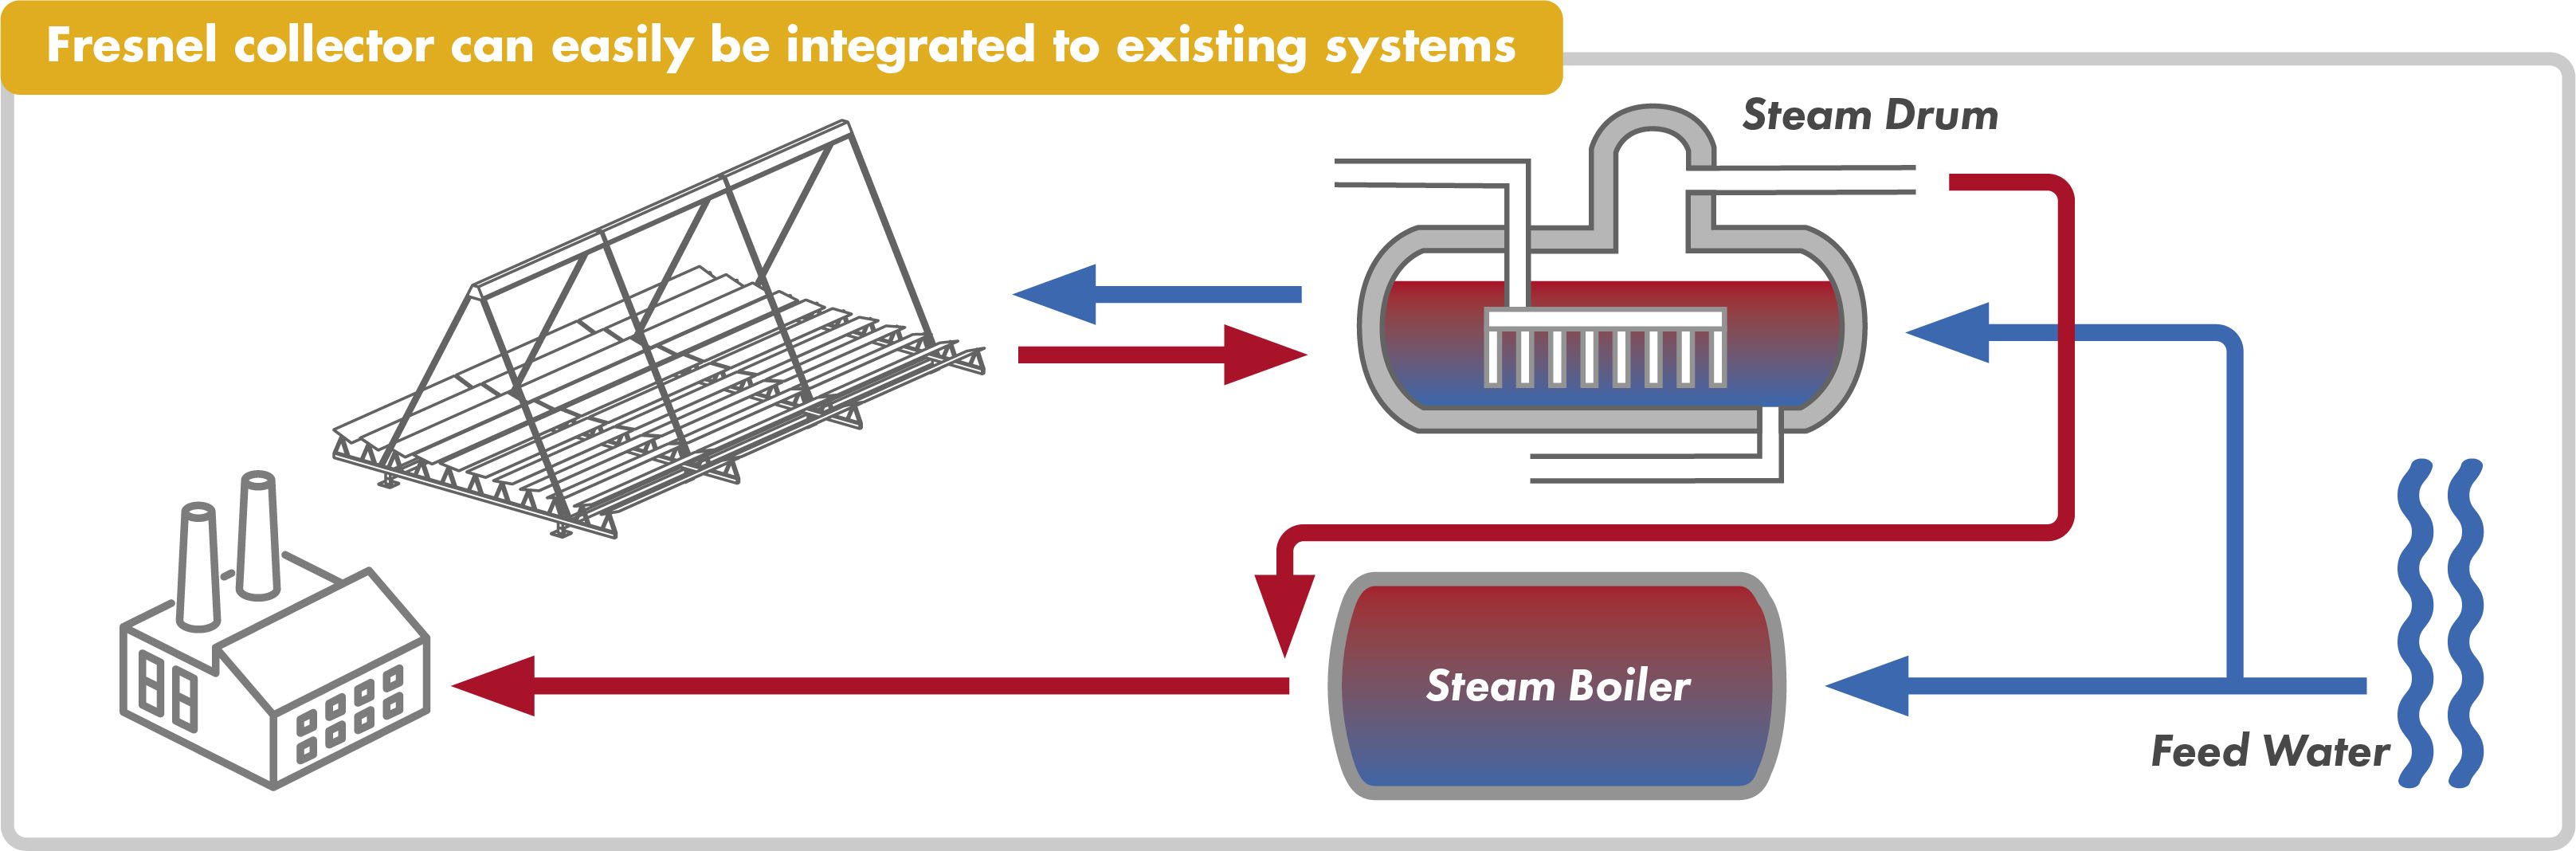 Fresnel collector can easily be integrated to existing systems
Steam Drum
Steam Boiler
Feed Water